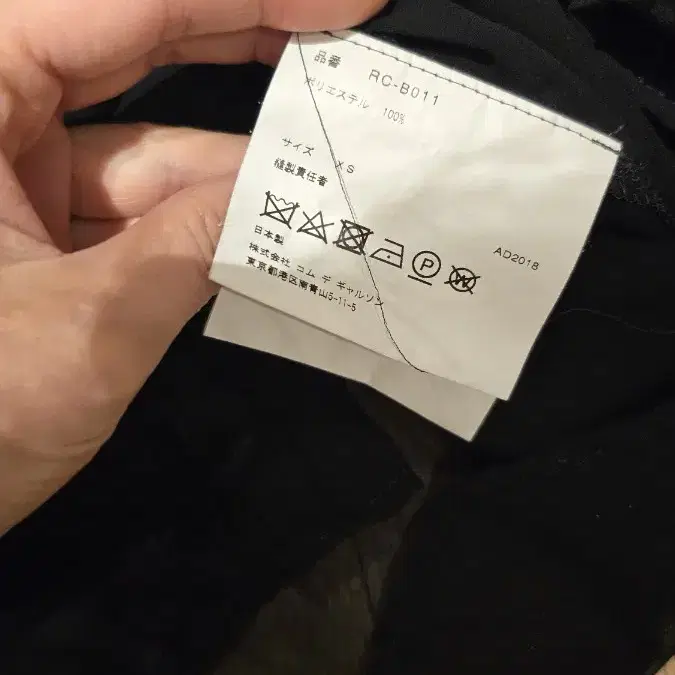 品番 RC-B011
ポリエステル 100%
サイズ XS
縫製責任者
P W
日本製 AD2018
株式会社 コム デ ギャルソン
東京都港区南青山5-11-5